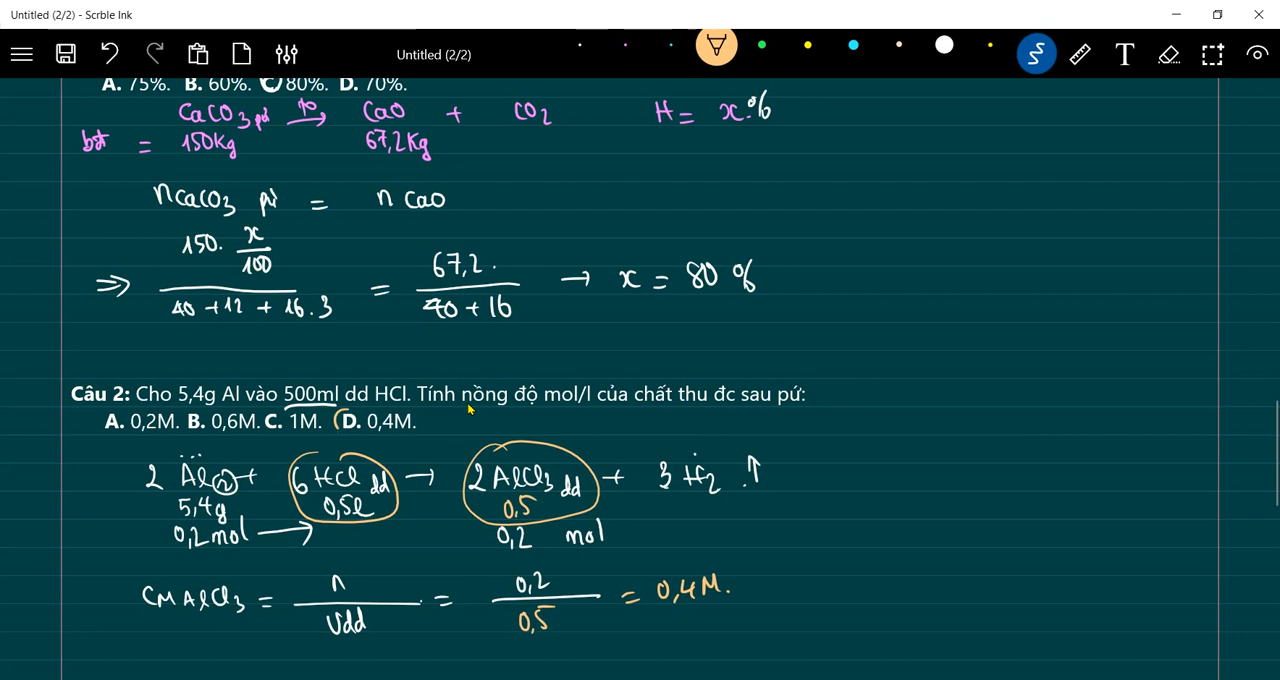 Untitled (2/2) - Scrble Ink
Untitled (2/2)
A. 75%. B. 60%. C. 80%. D. 70%.
CaCO3 pứ t° → CaO + CO2 H = x.%
bđ = 150Kg 67,2Kg
nCaCO3 pứ = n CaO
⇒ (150. x/100) / (40 + 12 + 16.3) = 67,2. / (40 + 16) → x = 80 %
Câu 2: Cho 5,4g Al vào 500ml dd HCl. Tính nồng độ mol/l của chất thu đc sau pứ:
A. 0,2M. B. 0,6M. C. 1M. D. 0,4M.
2 Al + 6 HCl dd → 2 AlCl3 dd + 3 H2 ↑
5,4g 0,5l 0,5
0,2 mol → 0,2 mol
CM AlCl3 = n / Vdd = 0,2 / 0,5 = 0,4 M.